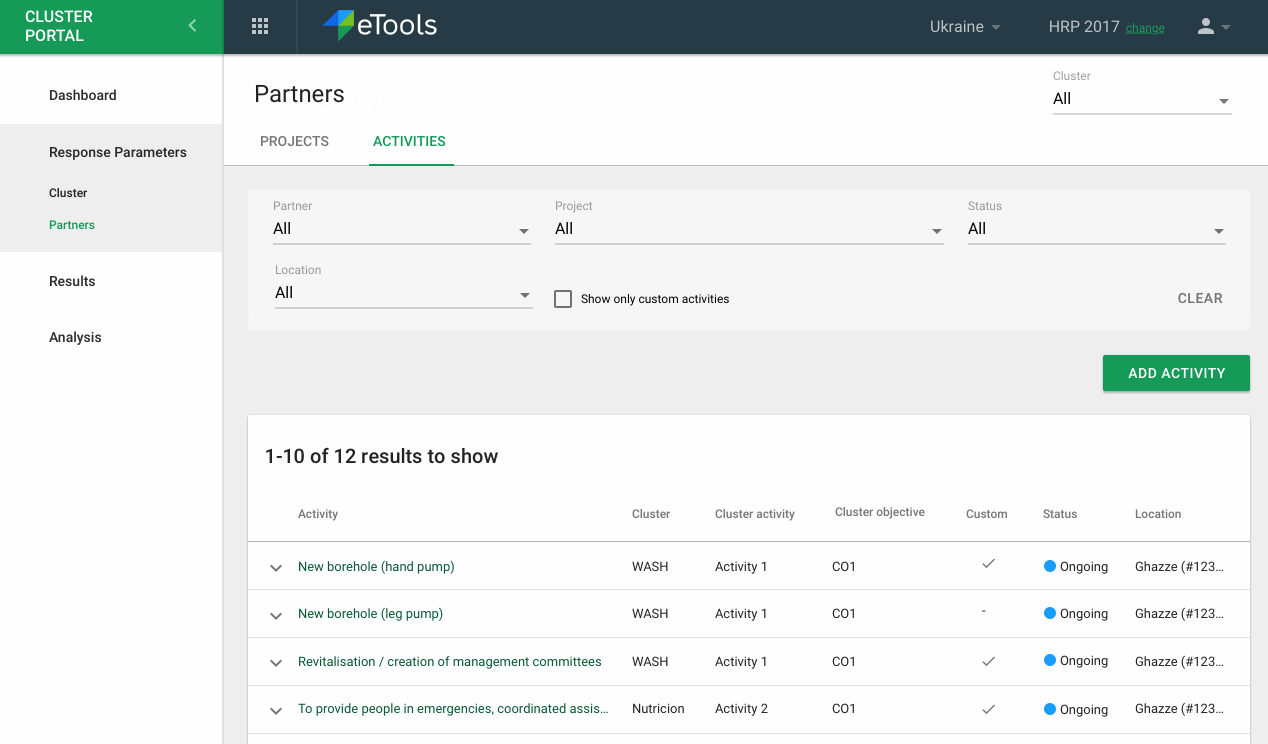 CLUSTER
PORTAL
eTools
Ukraine
HRP 2017 change
Dashboard
Response Parameters
Cluster
Partners
Results
Analysis
Partners
Cluster
All
PROJECTS
ACTIVITIES
Partner
All
Project
All
Status
All
Location
All
Show only custom activities
CLEAR
ADD ACTIVITY
1-10 of 12 results to show
Activity Cluster Cluster activity Cluster objective Custom Status Location
New borehole (hand pump) WASH Activity 1 CO1 Ongoing Ghazze (#123...
New borehole (leg pump) WASH Activity 1 CO1 - Ongoing Ghazze (#123...
Revitalisation / creation of management committees WASH Activity 1 CO1 Ongoing Ghazze (#123...
To provide people in emergencies, coordinated assis... Nutricion Activity 2 CO1 Ongoing Ghazze (#123...